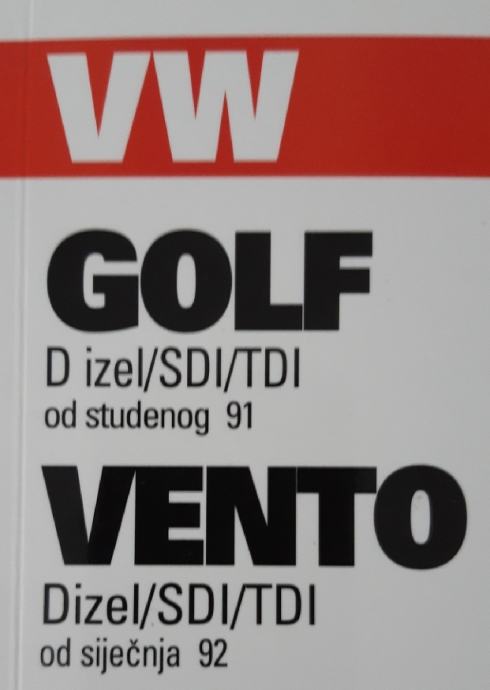 VW
GOLF
D izel/SDI/TDI
od studenog 91
VENTO
Dizel/SDI/TDI
od siječnja 92